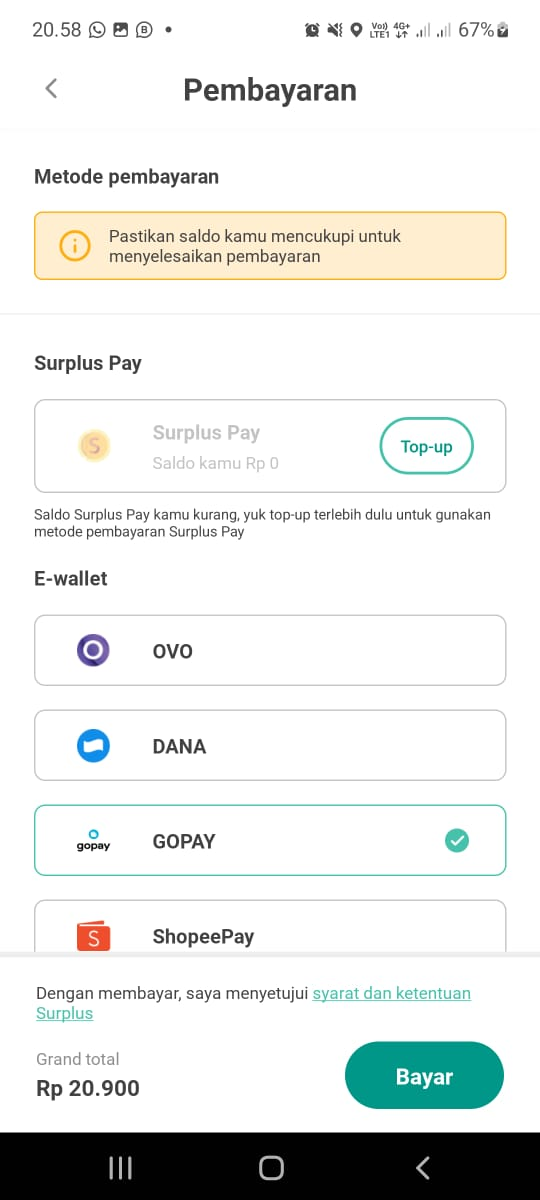 20.58
67%
Pembayaran
Metode pembayaran
Pastikan saldo kamu mencukupi untuk
menyelesaikan pembayaran
Surplus Pay
Surplus Pay
Saldo kamu Rp 0
Top-up
Saldo Surplus Pay kamu kurang, yuk top-up terlebih dulu untuk gunakan
metode pembayaran Surplus Pay
E-wallet
OVO
DANA
gopay
GOPAY
ShopeePay
Dengan membayar, saya menyetujui syarat dan ketentuan
Surplus
Grand total
Rp 20.900
Bayar